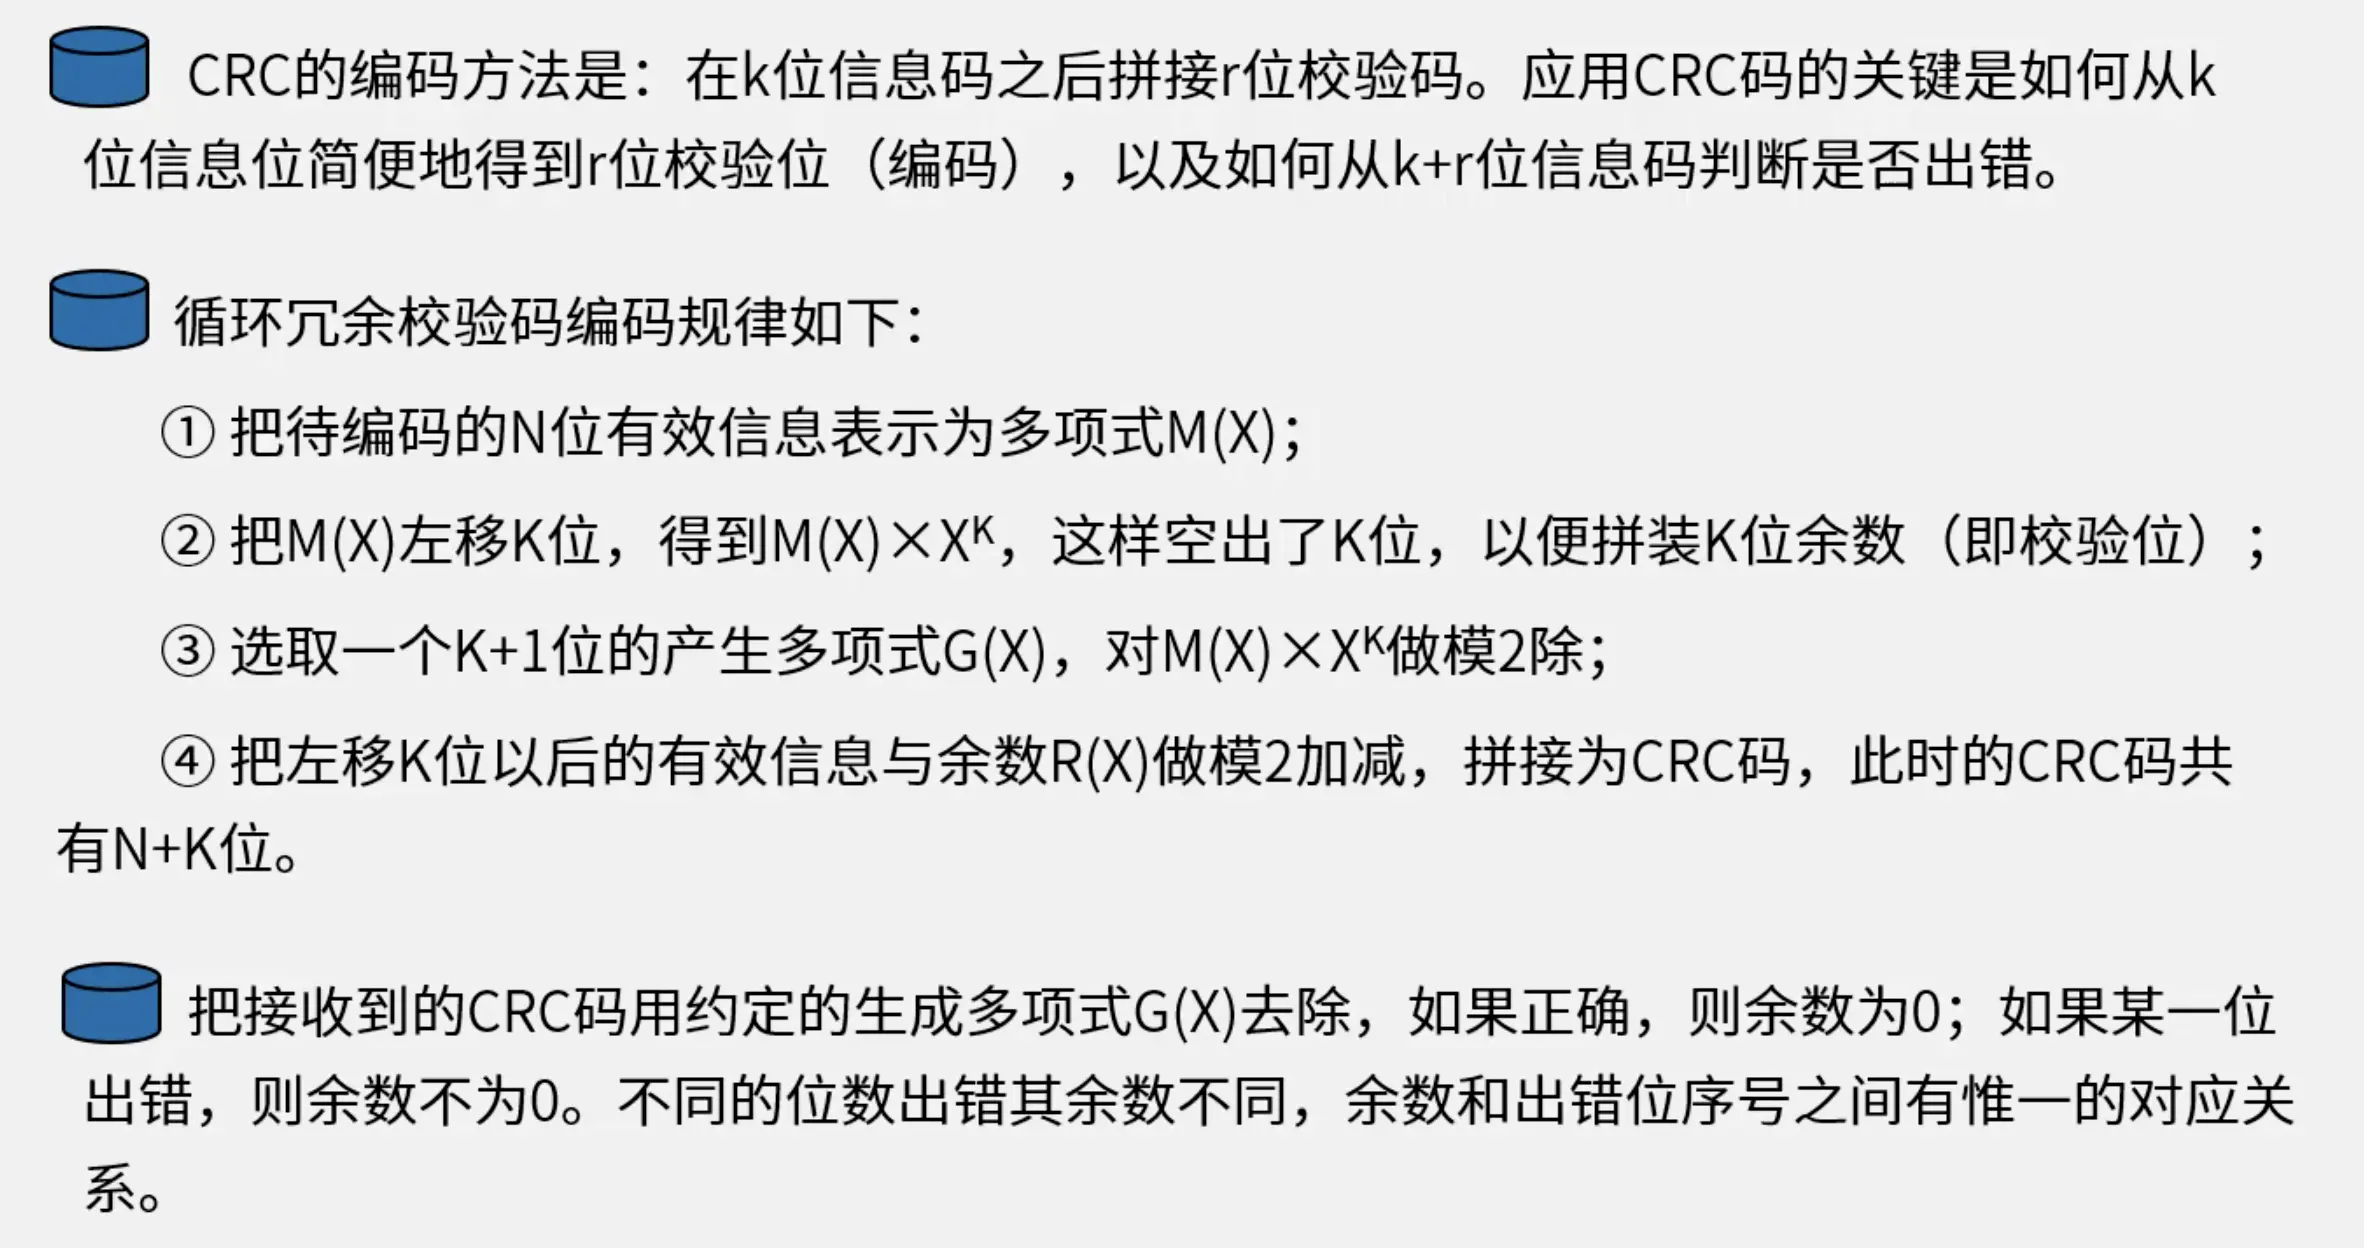 CRC的编码方法是：在k位信息码之后拼接r位校验码。应用CRC码的关键是如何从k
位信息位简便地得到r位校验位（编码），以及如何从k+r位信息码判断是否出错。
循环冗余校验码编码规律如下：
① 把待编码的N位有效信息表示为多项式M(X)；
② 把M(X)左移K位，得到M(X)×Xᴷ，这样空出了K位，以便拼装K位余数（即校验位）；
③ 选取一个K+1位的产生多项式G(X)，对M(X)×Xᴷ做模2除；
④ 把左移K位以后的有效信息与余数R(X)做模2加减，拼接为CRC码，此时的CRC码共
有N+K位。
把接收到的CRC码用约定的生成多项式G(X)去除，如果正确，则余数为0；如果某一位
出错，则余数不为0。不同的位数出错其余数不同，余数和出错位序号之间有惟一的对应关
系。